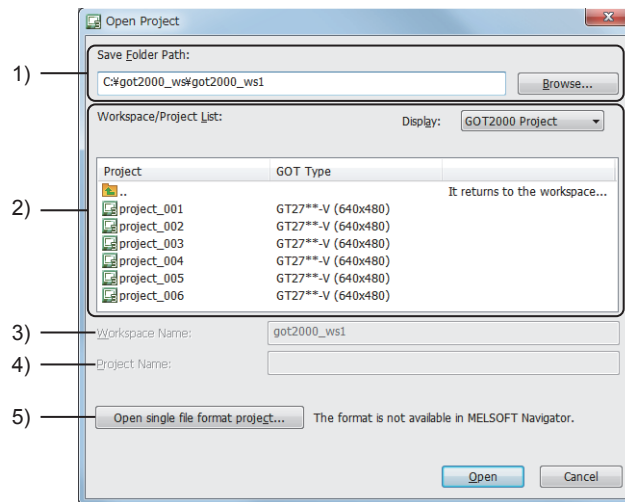 Open Project
1)
Save Folder Path:
C:¥got2000_ws¥got2000_ws1
Browse...
2)
Workspace/Project List:
Display:
GOT2000 Project
Project GOT Type
.. It returns to the workspace...
project_001 GT27**-V (640x480)
project_002 GT27**-V (640x480)
project_003 GT27**-V (640x480)
project_004 GT27**-V (640x480)
project_005 GT27**-V (640x480)
project_006 GT27**-V (640x480)
3)
Workspace Name:
got2000_ws1
4)
Project Name:
5)
Open single file format project...
The format is not available in MELSOFT Navigator.
Open
Cancel